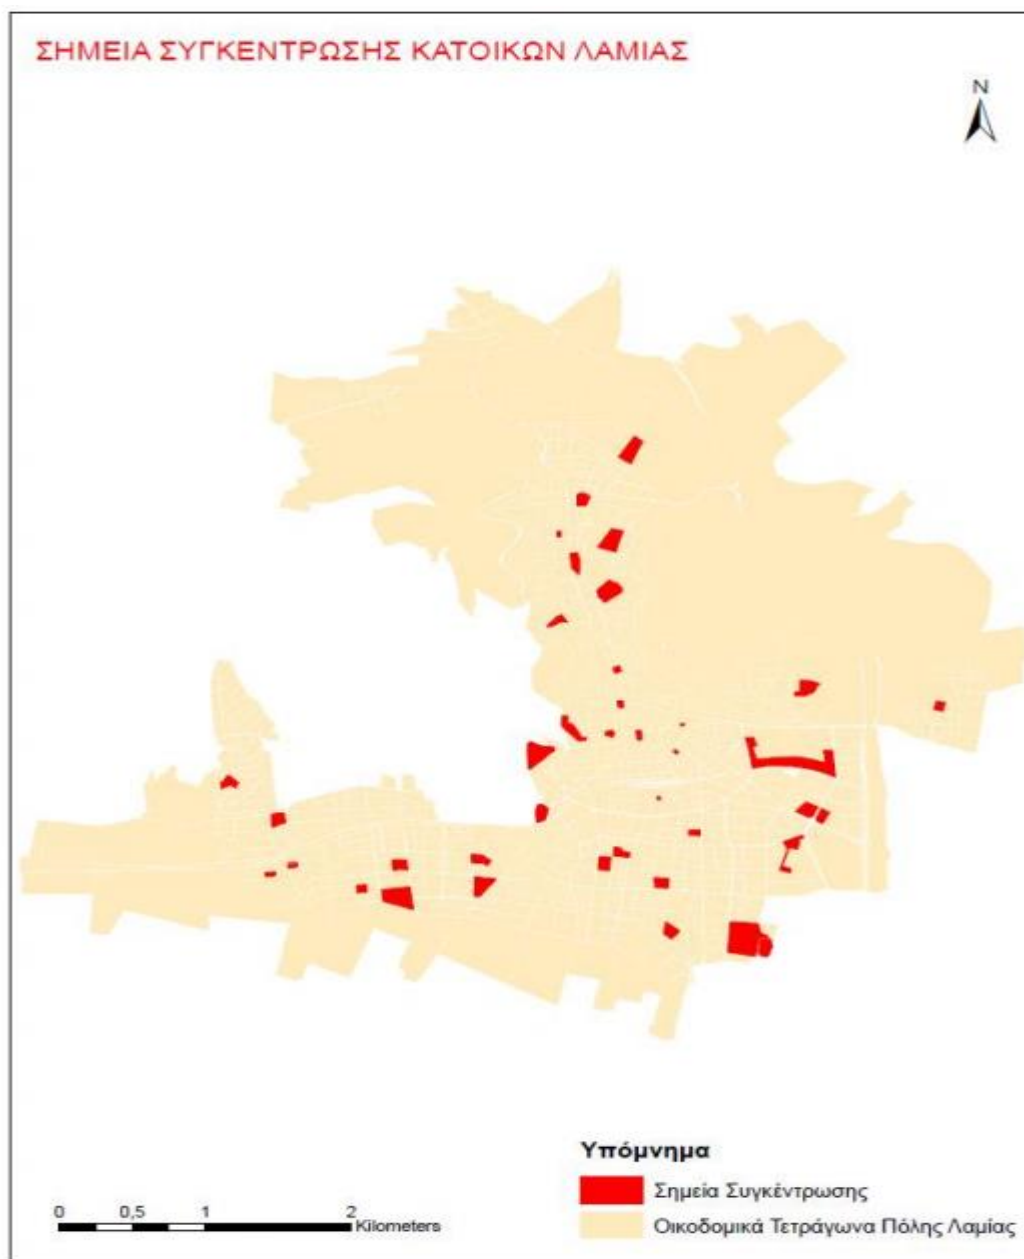 ΣΗΜΕΙΑ ΣΥΓΚΕΝΤΡΩΣΗΣ ΚΑΤΟΙΚΩΝ ΛΑΜΙΑΣ
N
Υπόμνημα
Σημεία Συγκέντρωσης
Οικοδομικά Τετράγωνα Πόλης Λαμίας
0 0,5 1 2
Kilometers